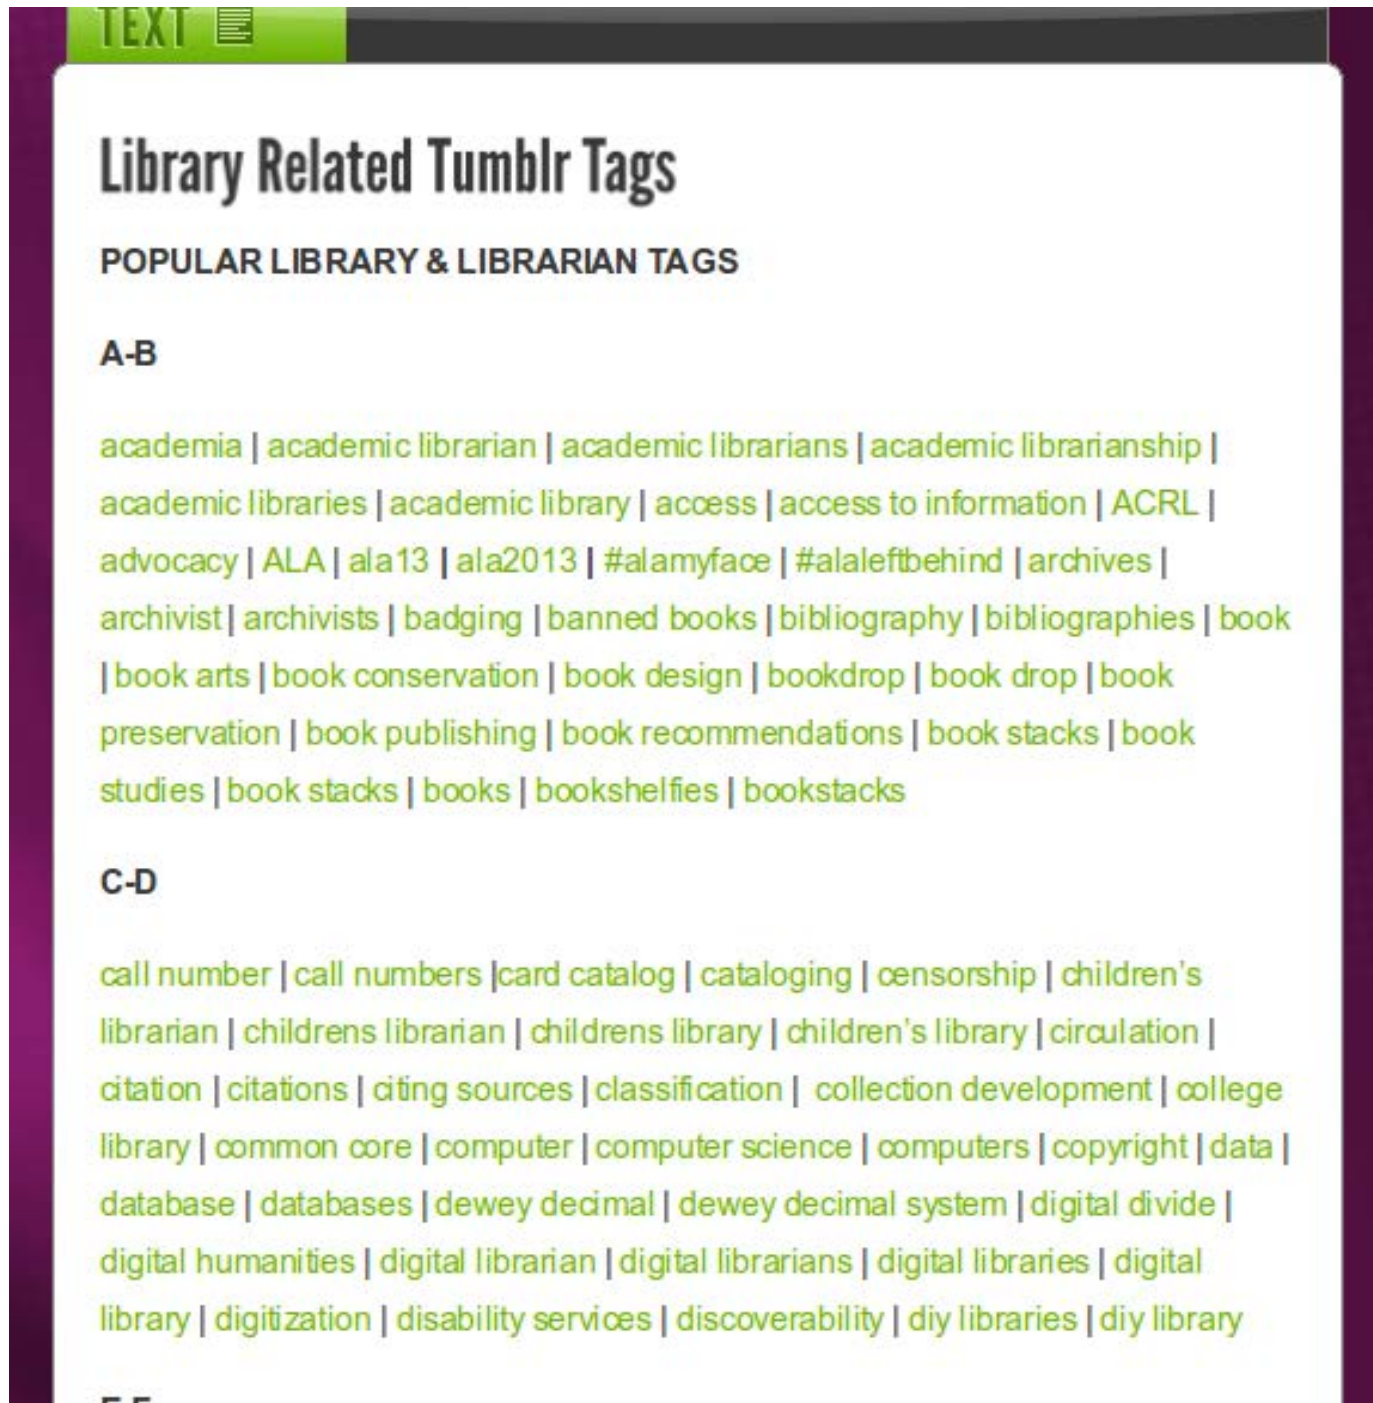 TEXT
Library Related Tumblr Tags
POPULAR LIBRARY & LIBRARIAN TAGS
A-B
academia | academic librarian | academic librarians | academic librarianship |
academic libraries | academic library | access | access to information | ACRL |
advocacy | ALA | ala13 | ala2013 | #alamyface | #alaleftbehind | archives |
archivist | archivists | badging | banned books | bibliography | bibliographies | book
| book arts | book conservation | book design | bookdrop | book drop | book
preservation | book publishing | book recommendations | book stacks | book
studies | book stacks | books | bookshelfies | bookstacks
C-D
call number | call numbers |card catalog | cataloging | censorship | children’s
librarian | childrens librarian | childrens library | children’s library | circulation |
citation | citations | citing sources | classification |  collection development | college
library | common core | computer | computer science | computers | copyright | data |
database | databases | dewey decimal | dewey decimal system | digital divide |
digital humanities | digital librarian | digital librarians | digital libraries | digital
library | digitization | disability services | discoverability | diy libraries | diy library